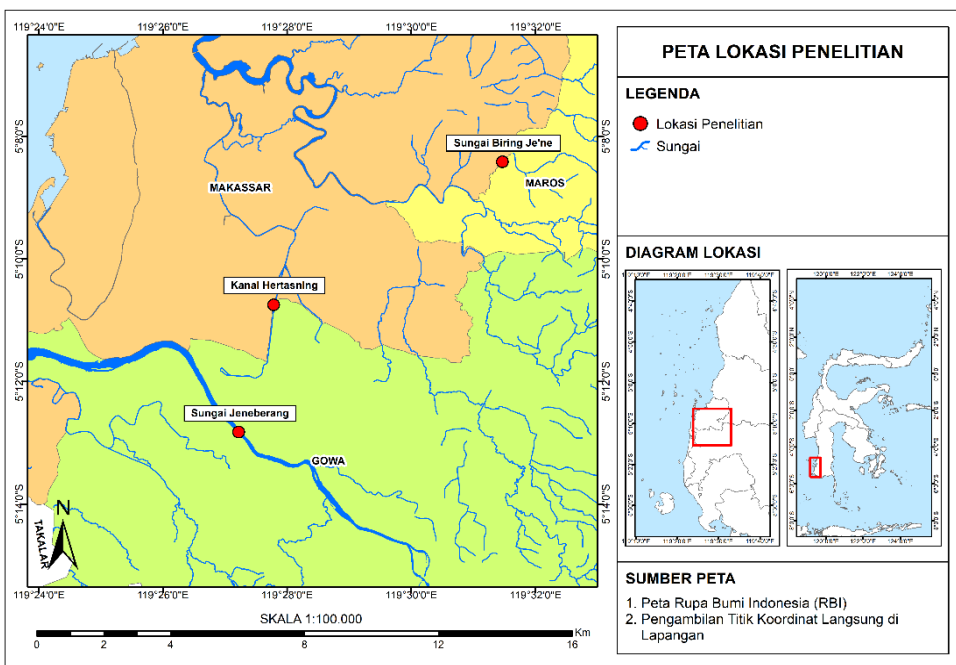 119°24'0"E 119°26'0"E 119°28'0"E 119°30'0"E 119°32'0"E
5°8'0"S
5°10'0"S
5°12'0"S
5°14'0"S
Sungai Biring Je'ne
MAROS
MAKASSAR
Kanal Hertasning
Sungai Jeneberang
GOWA
TAKALAR
N
5°8'0"S
5°10'0"S
5°12'0"S
5°14'0"S
119°24'0"E 119°26'0"E 119°28'0"E 119°30'0"E 119°32'0"E
SKALA 1:100.000
Km
0 2 4 8 12 16
PETA LOKASI PENELITIAN
LEGENDA
Lokasi Penelitian
Sungai
DIAGRAM LOKASI
SUMBER PETA
1. Peta Rupa Bumi Indonesia (RBI)
2. Pengambilan Titik Koordinat Langsung di
Lapangan